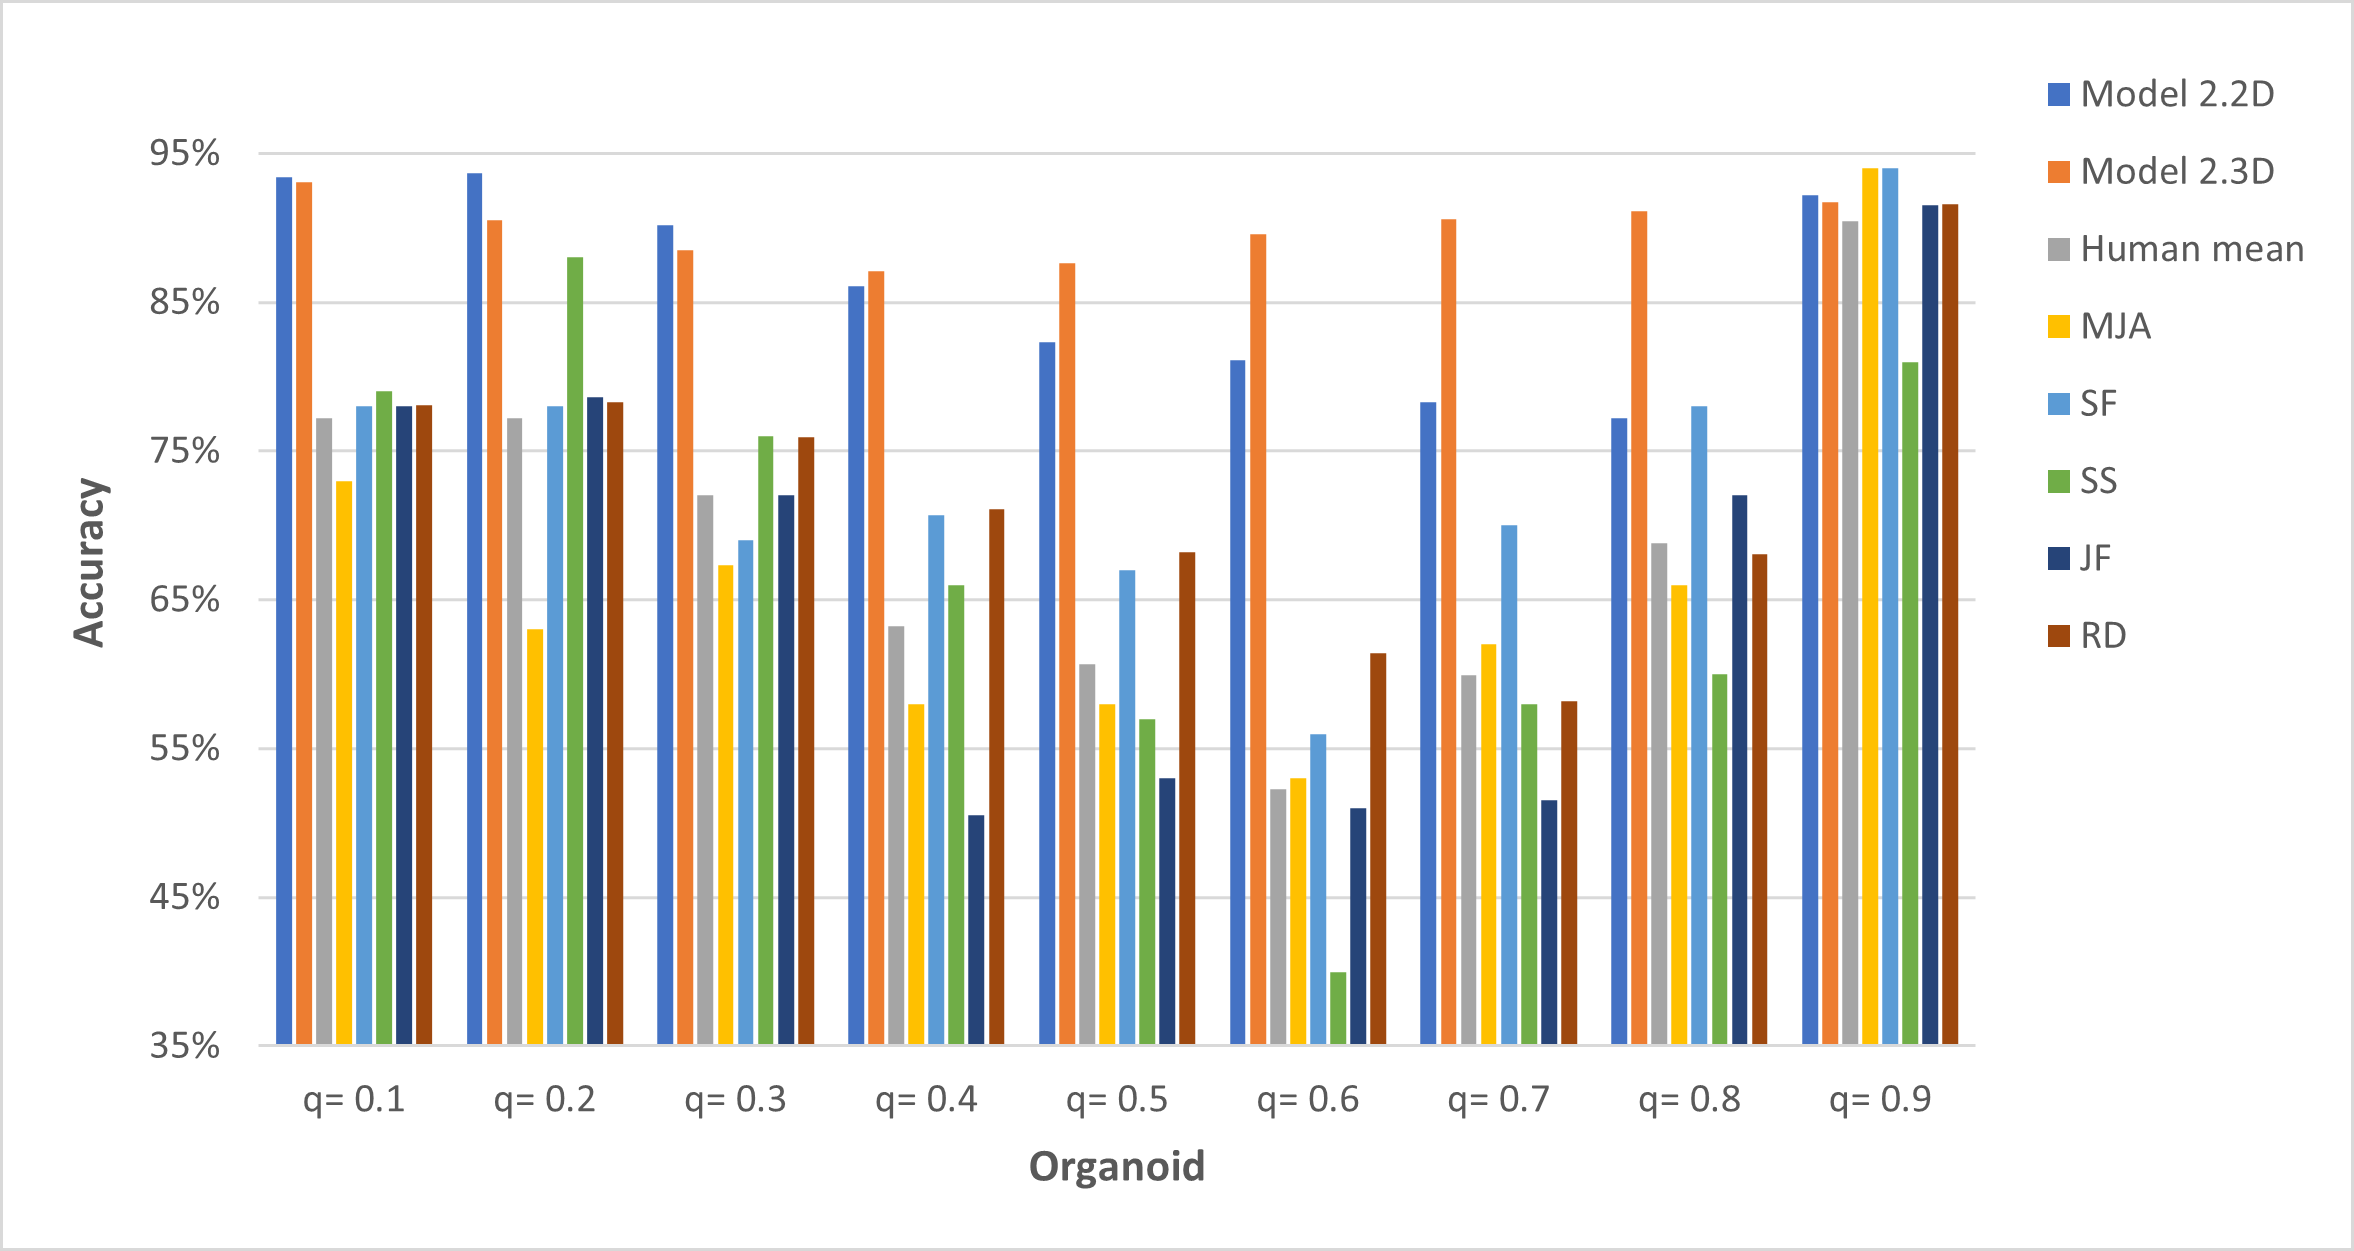 95%
85%
75%
65%
55%
45%
35%
Accuracy
q= 0.1
q= 0.2
q= 0.3
q= 0.4
q= 0.5
q= 0.6
q= 0.7
q= 0.8
q= 0.9
Organoid
Model 2.2D
Model 2.3D
Human mean
MJA
SF
SS
JF
RD